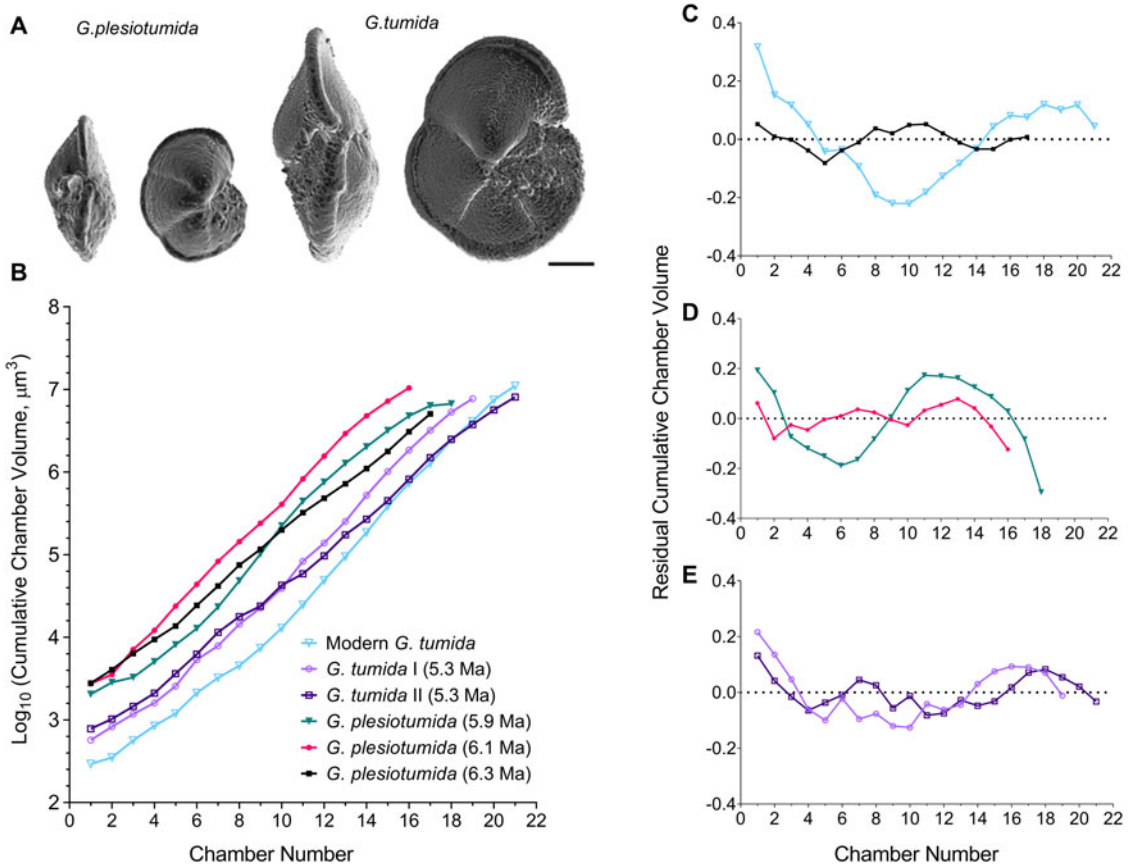 A
G.plesiotumida
G.tumida
B
8
7
6
5
4
3
2
Log10 (Cumulative Chamber Volume, μm³)
Modern G. tumida
G. tumida I (5.3 Ma)
G. tumida II (5.3 Ma)
G. plesiotumida (5.9 Ma)
G. plesiotumida (6.1 Ma)
G. plesiotumida (6.3 Ma)
0 2 4 6 8 10 12 14 16 18 20 22
Chamber Number
Residual Cumulative Chamber Volume
C
0.4
0.2
0.0
-0.2
-0.4
0 2 4 6 8 10 12 14 16 18 20 22
D
0.4
0.2
0.0
-0.2
-0.4
0 2 4 6 8 10 12 14 16 18 20 22
E
0.4
0.2
0.0
-0.2
-0.4
0 2 4 6 8 10 12 14 16 18 20 22
Chamber Number